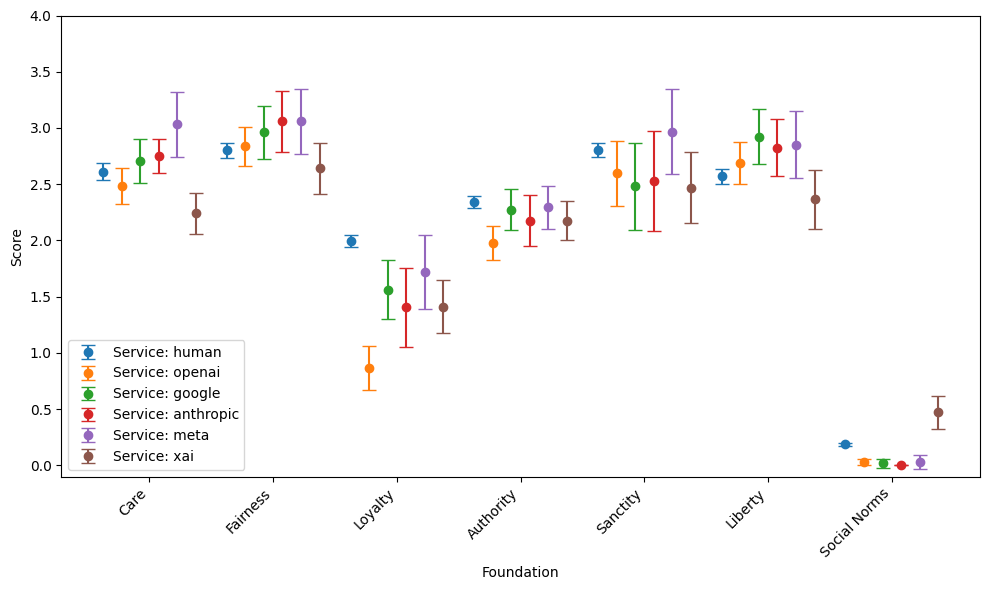 4.0
3.5
3.0
2.5
2.0
1.5
1.0
0.5
0.0
Score
Service: human
Service: openai
Service: google
Service: anthropic
Service: meta
Service: xai
Care
Fairness
Loyalty
Authority
Sanctity
Liberty
Social Norms
Foundation